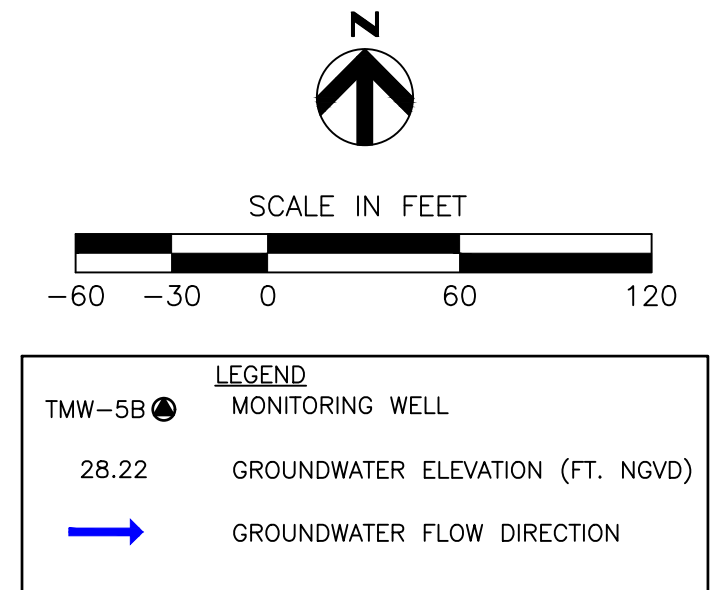 N
SCALE IN FEET
−60 −30 0 60 120
LEGEND
TMW−5B MONITORING WELL
28.22 GROUNDWATER ELEVATION (FT. NGVD)
GROUNDWATER FLOW DIRECTION